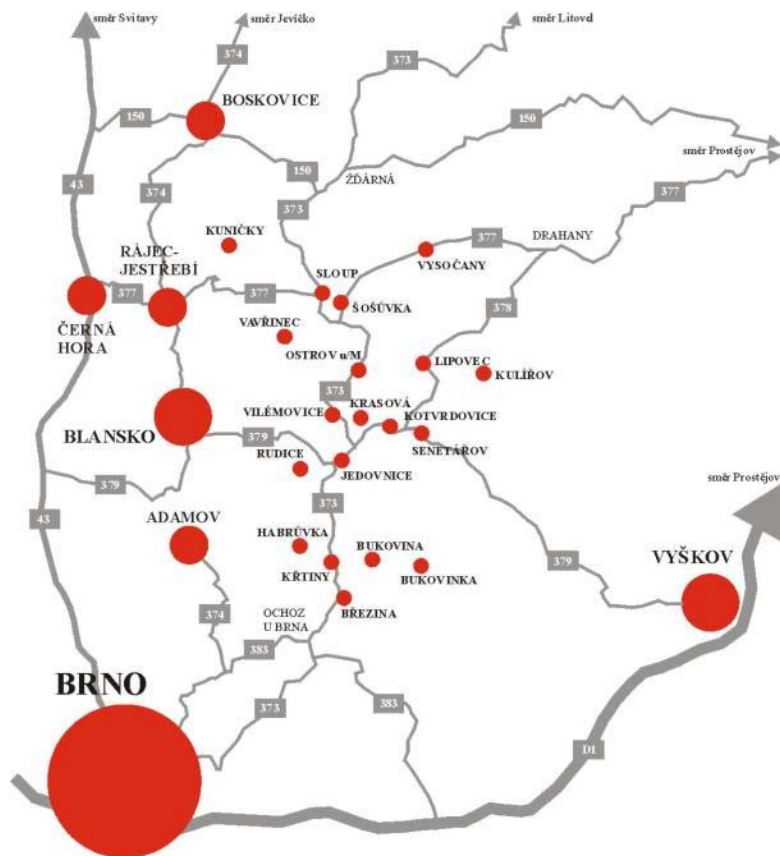 směr Svitavy
směr Jevíčko
směr Litovel
374
373
BOSKOVICE
150
150
směr Prostějov
150
ŽĎÁRNÁ
43
374
377
373
KUNIČKY
377
DRAHANY
RÁJEC-
JESTŘEBÍ
VYSOČANY
SLOUP
377
377
ŠOŠŮVKA
378
ČERNÁ
HORA
VAVŘINEC
OSTROV u/M
LIPOVEC
KULÍŘOV
373
KRASOVÁ
VILÉMOVICE
KOTVRDOVICE
BLANSKO
379
SENETÁŘOV
RUDICE
JEDOVNICE
379
směr Prostějov
373
43
ADAMOV
HABRŮVKA
BUKOVINA
VYŠKOV
379
KŘTINY
BUKOVINKA
374
BŘEZINA
OCHOZ
U BRNA
383
BRNO
373
383
D1